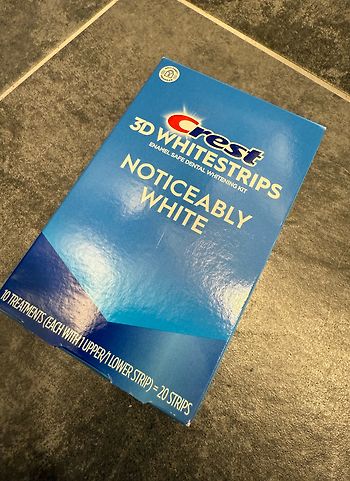 Crest
3D WHITESTRIPS
ENAMEL SAFE DENTAL WHITENING KIT
NOTICEABLY
WHITE
10 TREATMENTS (EACH WITH 1 UPPER/1 LOWER STRIP) = 20 STRIPS